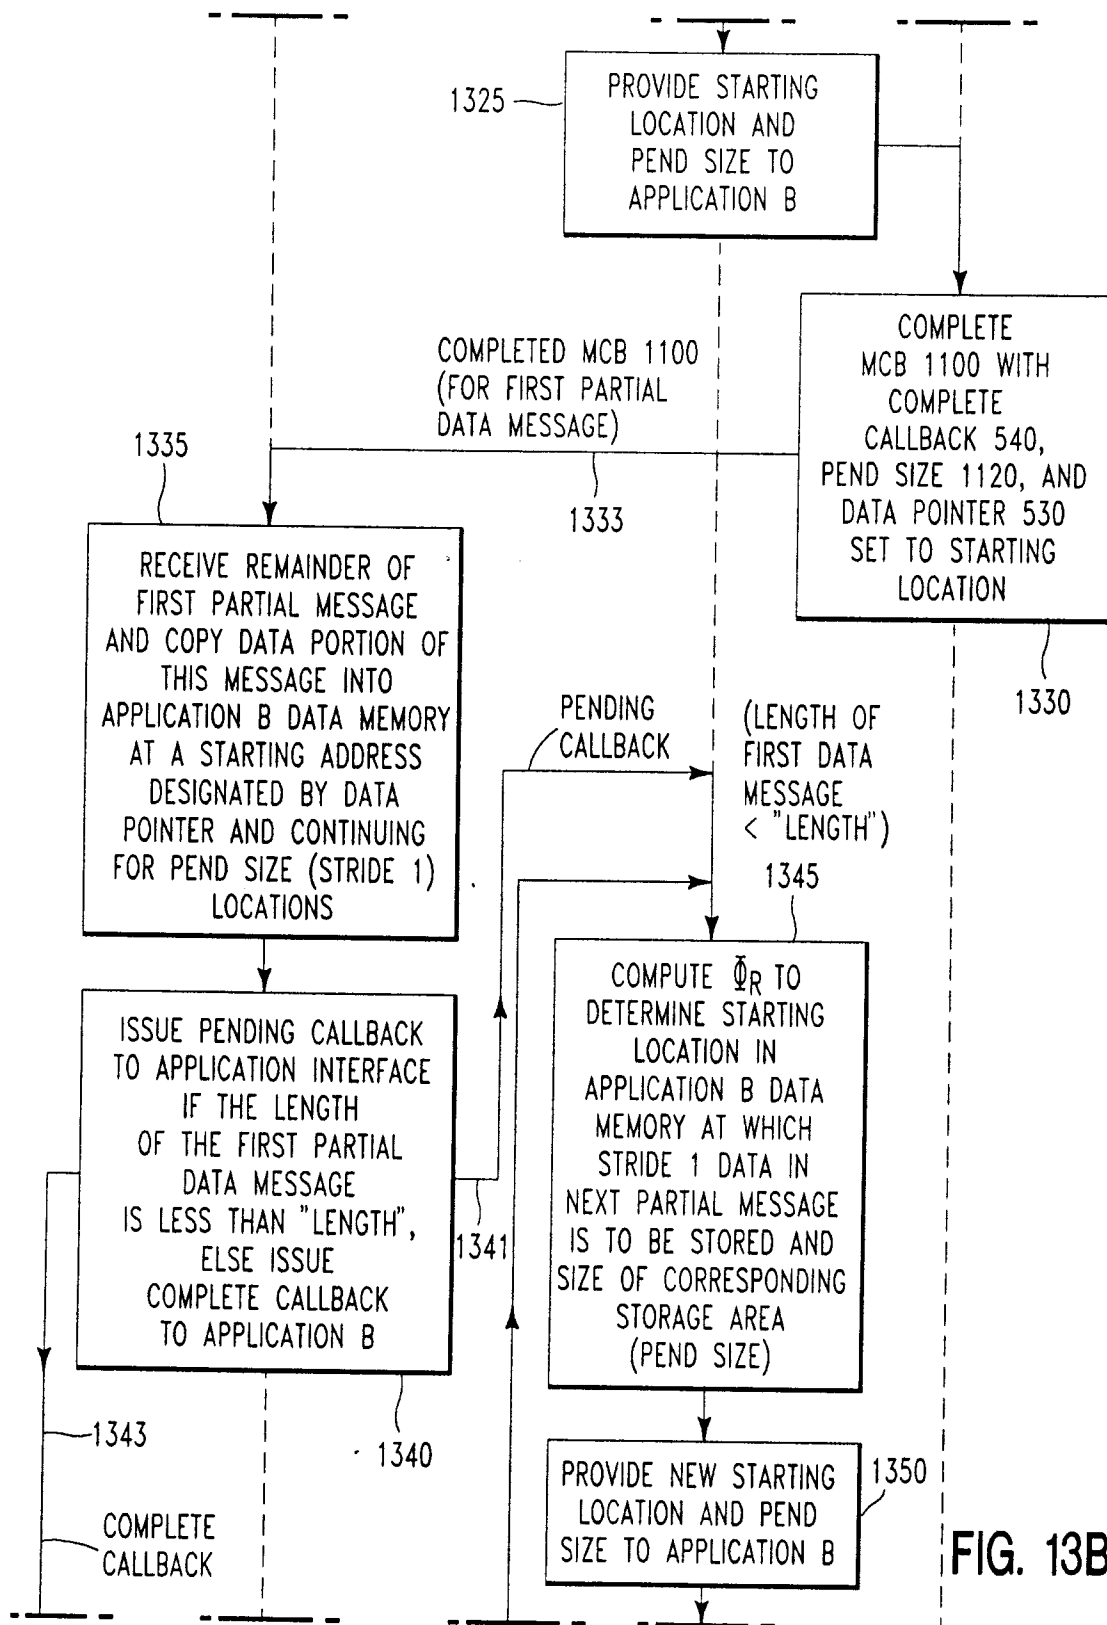 1325
PROVIDE STARTING
LOCATION AND
PEND SIZE TO
APPLICATION B
COMPLETED MCB 1100
(FOR FIRST PARTIAL
DATA MESSAGE)
1333
COMPLETE
MCB 1100 WITH
COMPLETE
CALLBACK 540,
PEND SIZE 1120, AND
DATA POINTER 530
SET TO STARTING
LOCATION
1330
1335
RECEIVE REMAINDER OF
FIRST PARTIAL MESSAGE
AND COPY DATA PORTION OF
THIS MESSAGE INTO
APPLICATION B DATA MEMORY
AT A STARTING ADDRESS
DESIGNATED BY DATA
POINTER AND CONTINUING
FOR PEND SIZE (STRIDE 1)
LOCATIONS
PENDING
CALLBACK
(LENGTH OF
FIRST DATA
MESSAGE
< "LENGTH")
1345
ISSUE PENDING CALLBACK
TO APPLICATION INTERFACE
IF THE LENGTH
OF THE FIRST PARTIAL
DATA MESSAGE
IS LESS THAN "LENGTH",
ELSE ISSUE
COMPLETE CALLBACK
TO APPLICATION B
1341
1343
1340
COMPLETE
CALLBACK
COMPUTE Φ_R TO
DETERMINE STARTING
LOCATION IN
APPLICATION B DATA
MEMORY AT WHICH
STRIDE 1 DATA IN
NEXT PARTIAL MESSAGE
IS TO BE STORED AND
SIZE OF CORRESPONDING
STORAGE AREA
(PEND SIZE)
PROVIDE NEW STARTING
LOCATION AND PEND
SIZE TO APPLICATION B
1350
FIG. 13B